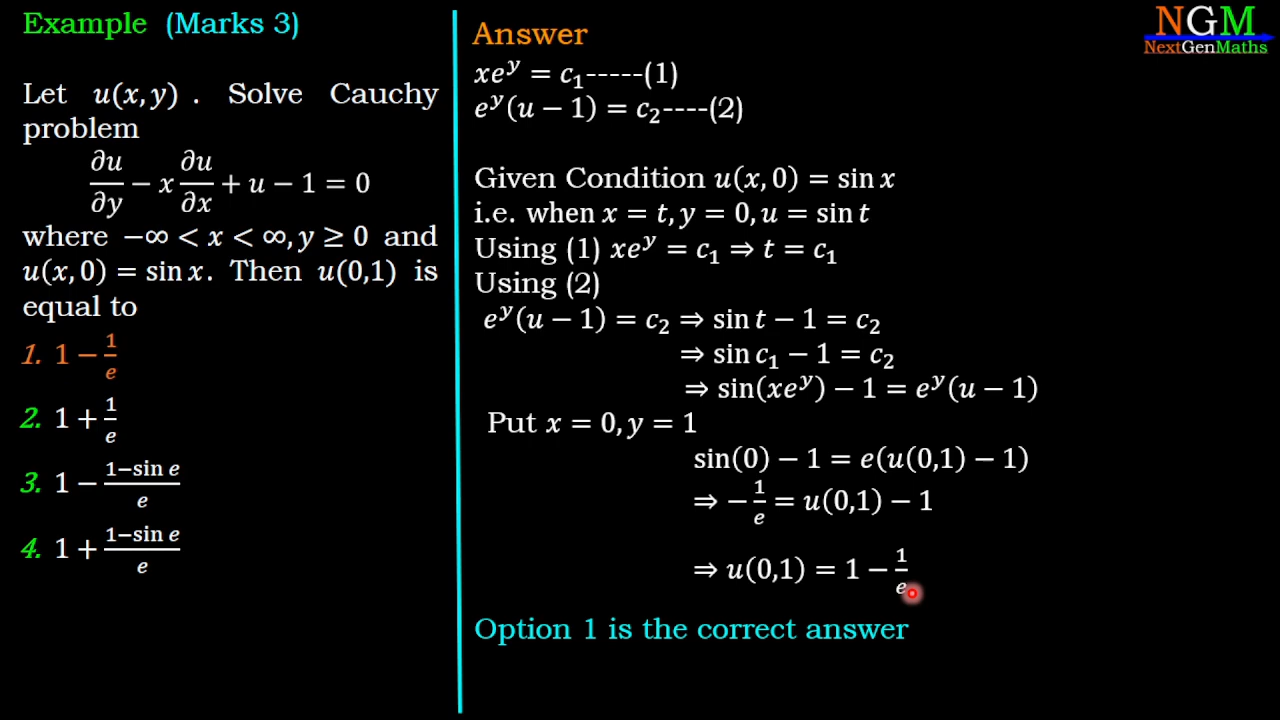 Example (Marks 3)
Let u(x, y) . Solve Cauchy
problem
∂u/∂y − x ∂u/∂x + u − 1 = 0
where −∞ < x < ∞, y ≥ 0 and
u(x, 0) = sin x. Then u(0,1) is
equal to
1. 1 − 1/e
2. 1 + 1/e
3. 1 − (1−sin e)/e
4. 1 + (1−sin e)/e
Answer
xe^y = c₁-----(1)
e^y(u − 1) = c₂----(2)
Given Condition u(x, 0) = sin x
i.e. when x = t, y = 0, u = sin t
Using (1) xe^y = c₁ ⇒ t = c₁
Using (2)
e^y(u − 1) = c₂ ⇒ sin t − 1 = c₂
⇒ sin c₁ − 1 = c₂
⇒ sin(xe^y) − 1 = e^y(u − 1)
Put x = 0, y = 1
sin(0) − 1 = e(u(0,1) − 1)
⇒ −1/e = u(0,1) − 1
⇒ u(0,1) = 1 − 1/e
Option 1 is the correct answer
NGM
NextGenMaths